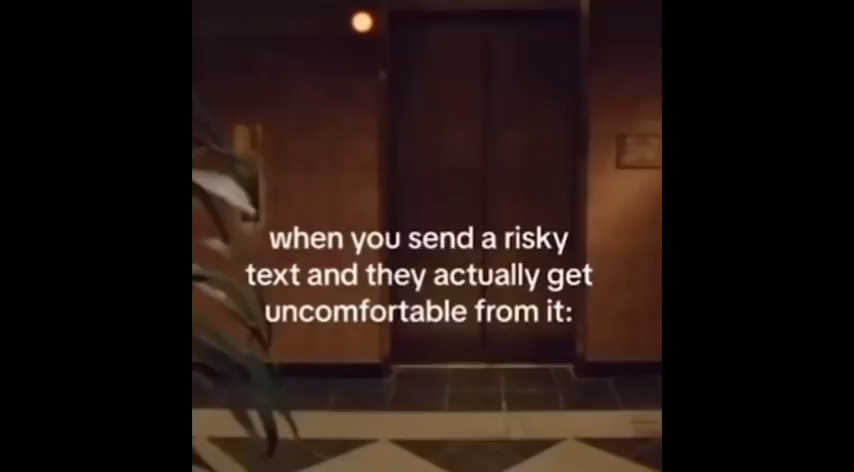 when you send a risky
text and they actually get
uncomfortable from it: